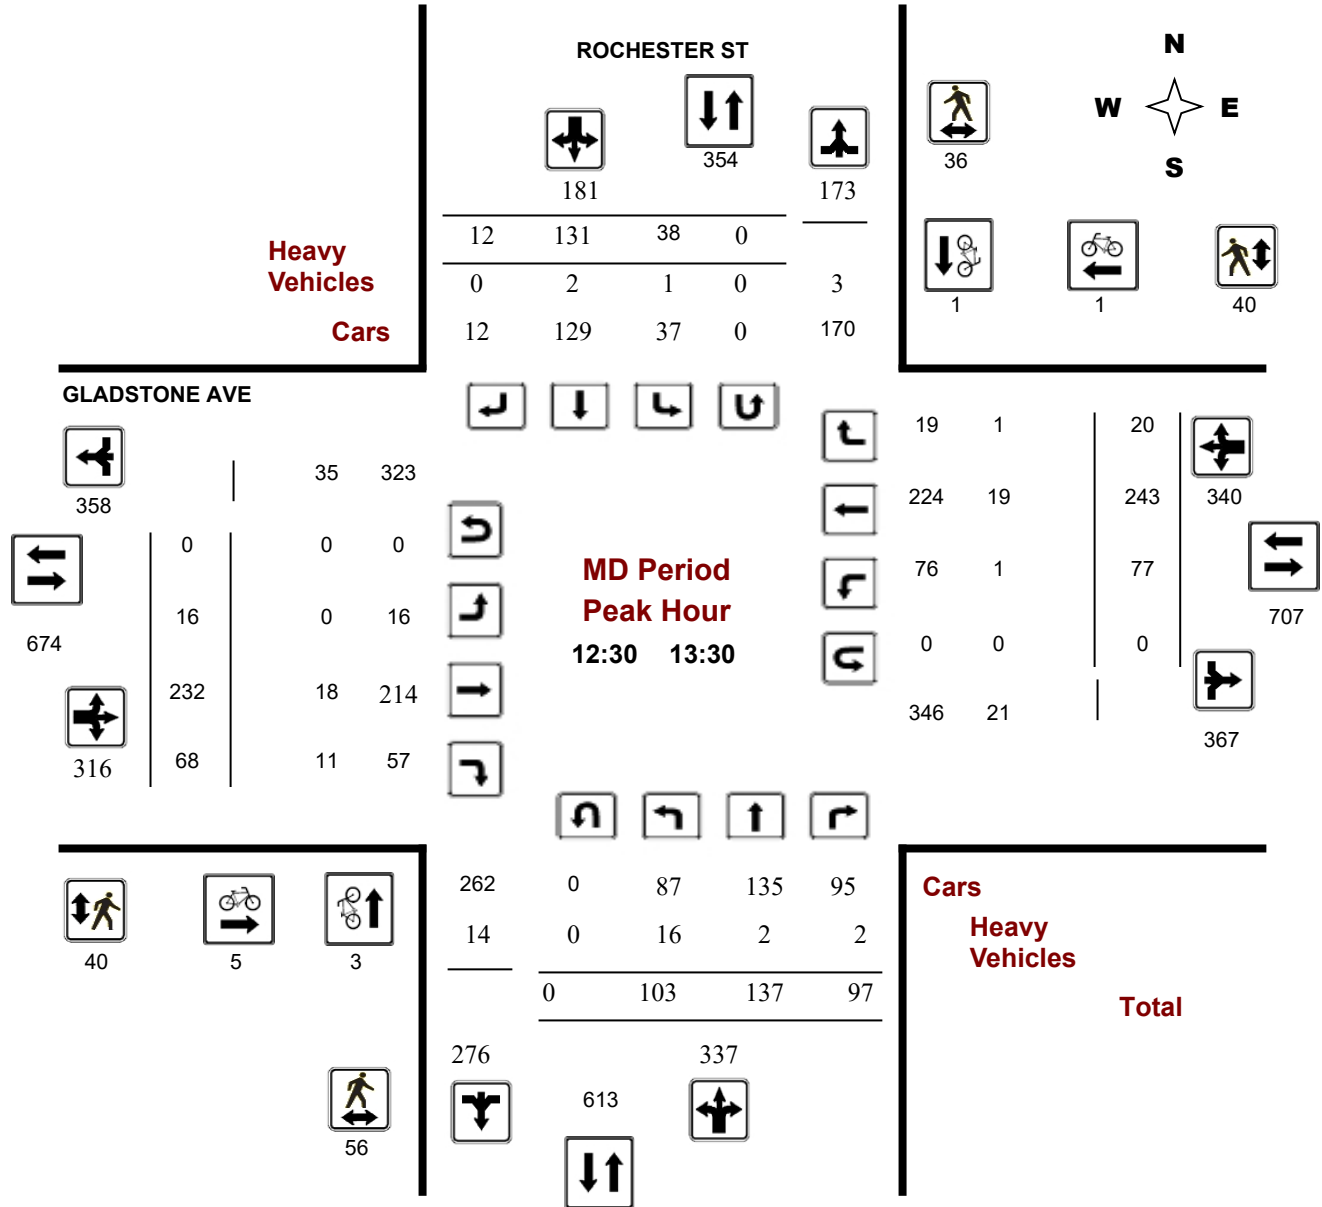 ROCHESTER ST
N
W E
S
354
36
181 173
12 131 38 0
Heavy
Vehicles
0 2 1 0 3
1 1 40
Cars
12 129 37 0 170
GLADSTONE AVE
19 1 20
35 323
358
224 19 243 340
0 0 0
MD Period
76 1 77
Peak Hour
16 0 16
707
674
12:30 13:30
0 0 0
232 18 214
346 21
367
316
68 11 57
262 0 87 135 95
Cars
14 0 16 2 2
Heavy
Vehicles
40 5 3
0 103 137 97
Total
276 337
613
56